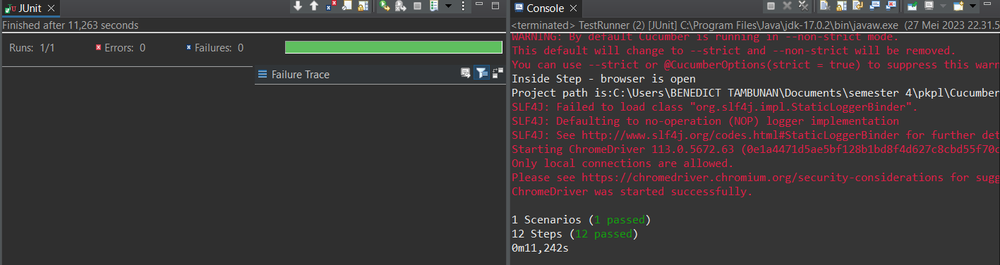 JUnit
Finished after 11,263 seconds
Runs: 1/1
Errors: 0
Failures: 0
Failure Trace
Console
<terminated> TestRunner (2) [JUnit] C:\Program Files\Java\jdk-17.0.2\bin\javaw.exe (27 Mei 2023 22.31.5
WARNING: By default Cucumber is running in --non-strict mode.
This default will change to --strict and --non-strict will be removed.
You can use --strict or @CucumberOptions(strict = true) to suppress this warn
Inside Step - browser is open
Project path is:C:\Users\BENEDICT TAMBUNAN\Documents\semester 4\pkpl\Cucumber
SLF4J: Failed to load class "org.slf4j.impl.StaticLoggerBinder".
SLF4J: Defaulting to no-operation (NOP) logger implementation
SLF4J: See http://www.slf4j.org/codes.html#StaticLoggerBinder for further det
Starting ChromeDriver 113.0.5672.63 (0e1a4471d5ae5bf128b1bd8f4d627c8cbd55f70c
Only local connections are allowed.
Please see https://chromedriver.chromium.org/security-considerations for sugg
ChromeDriver was started successfully.
1 Scenarios (1 passed)
12 Steps (12 passed)
0m11,242s